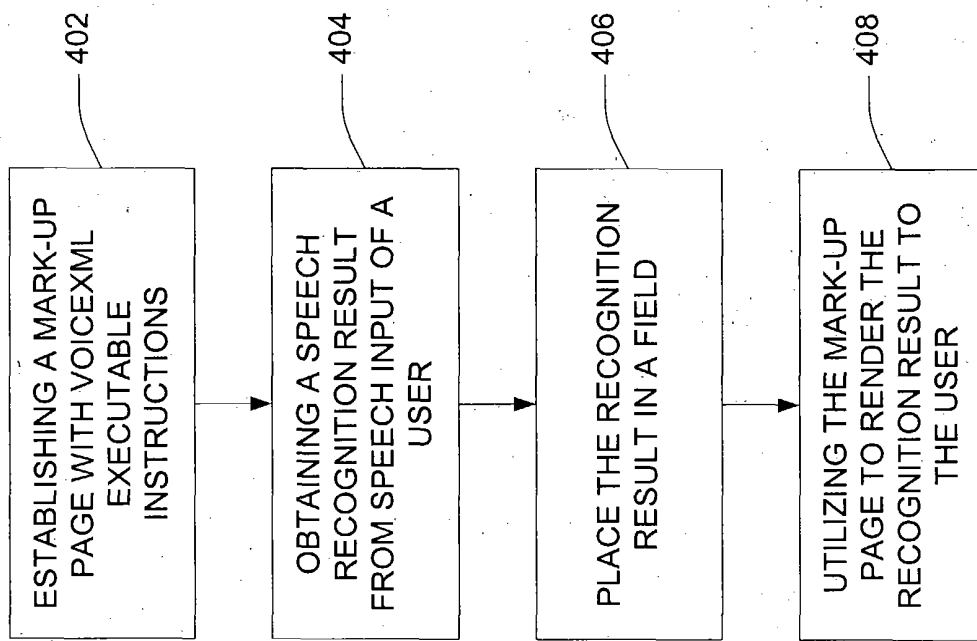 402
ESTABLISHING A MARK-UP
PAGE WITH VOICEXML
EXECUTABLE
INSTRUCTIONS
404
OBTAINING A SPEECH
RECOGNITION RESULT
FROM SPEECH INPUT OF A
USER
406
PLACE THE RECOGNITION
RESULT IN A FIELD
408
UTILIZING THE MARK-UP
PAGE TO RENDER THE
RECOGNITION RESULT TO
THE USER